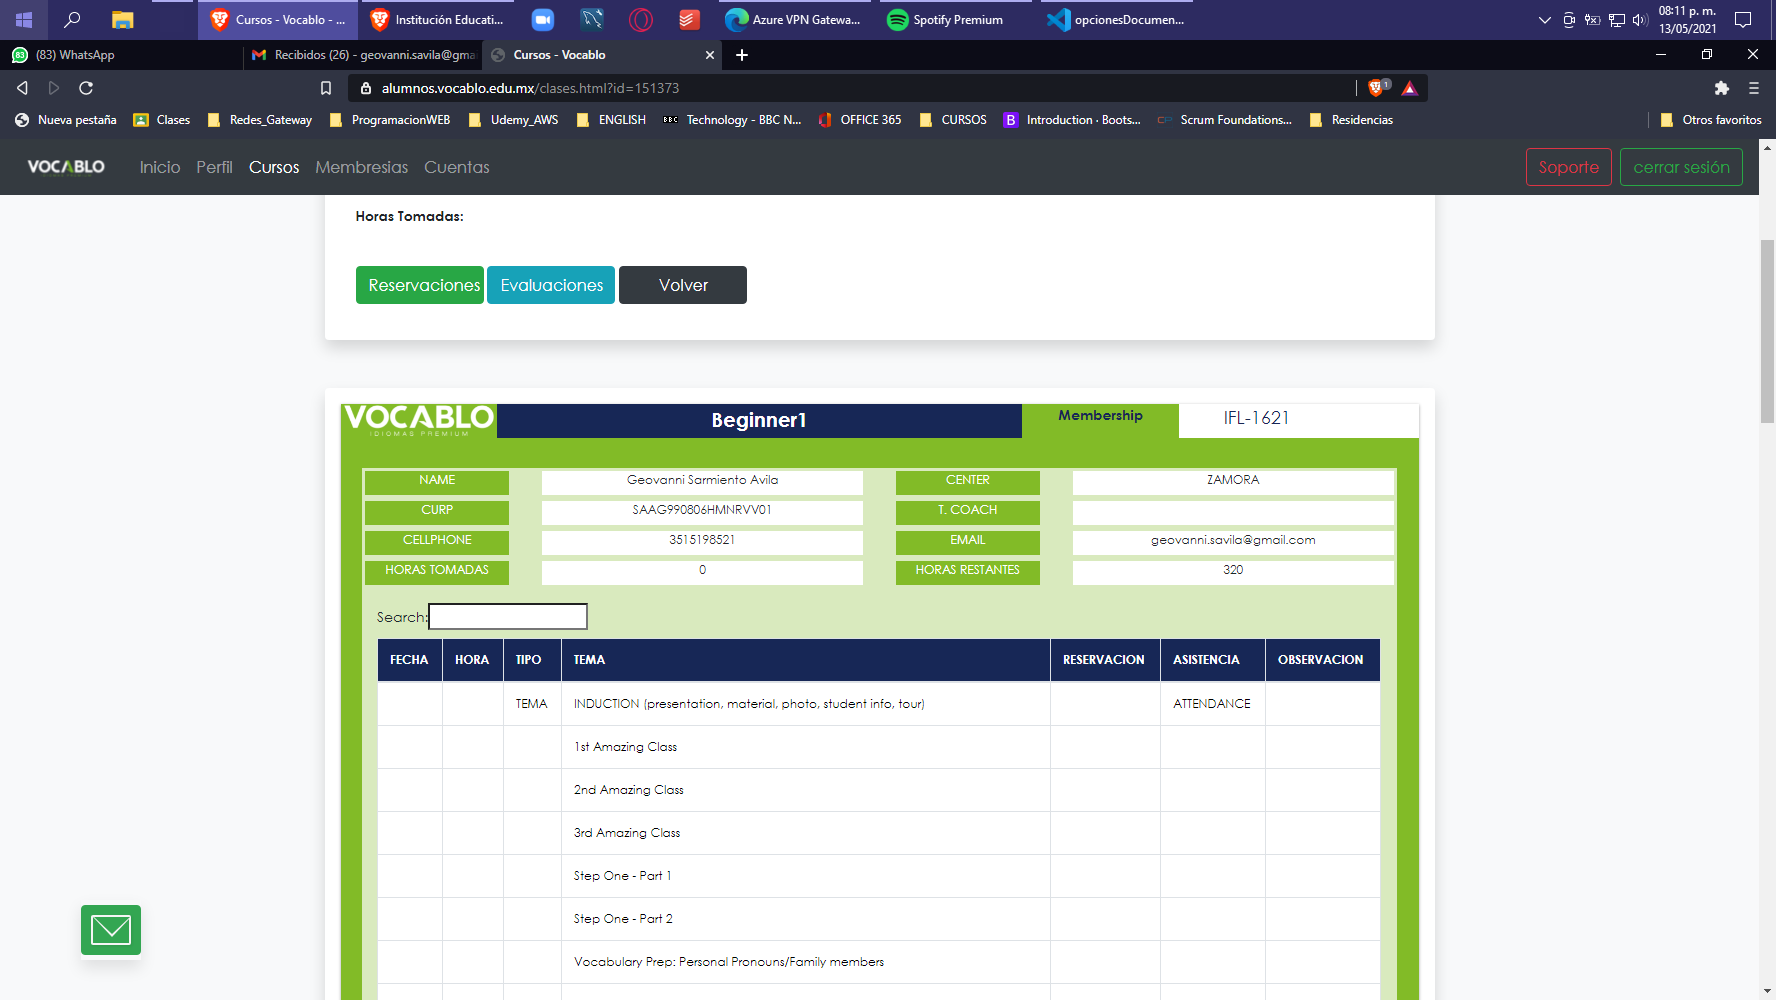 Cursos - Vocablo - ...
Institución Educati...
Azure VPN Gatewa...
Spotify Premium
opcionesDocumen...
08:11 p. m.
13/05/2021
83
(83) WhatsApp
Recibidos (26) - geovanni.savila@gma
Cursos - Vocablo
alumnos.vocablo.edu.mx/clases.html?id=151373
1
Nueva pestaña
Clases
Redes_Gateway
ProgramacionWEB
Udemy_AWS
ENGLISH
BBC
Technology - BBC N...
OFFICE 365
CURSOS
B
Introduction · Boots...
CP
Scrum Foundations...
Residencias
Otros favoritos
VOCABLO
Inicio
Perfil
Cursos
Membresias
Cuentas
Soporte
cerrar sesión
Horas Tomadas:
Reservaciones
Evaluaciones
Volver
VOCABLO
IDIOMAS PREMIUM
Beginner1
Membership
IFL-1621
NAME
Geovanni Sarmiento Avila
CENTER
ZAMORA
CURP
SAAG990806HMNRVV01
T. COACH
CELLPHONE
3515198521
EMAIL
geovanni.savila@gmail.com
HORAS TOMADAS
0
HORAS RESTANTES
320
Search:
FECHA
HORA
TIPO
TEMA
RESERVACION
ASISTENCIA
OBSERVACION
TEMA
INDUCTION (presentation, material, photo, student info, tour)
ATTENDANCE
1st Amazing Class
2nd Amazing Class
3rd Amazing Class
Step One - Part 1
Step One - Part 2
Vocabulary Prep: Personal Pronouns/Family members